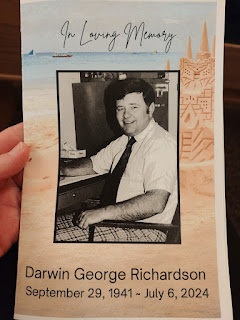 In Loving Memory
Darwin George Richardson
September 29, 1941 ~ July 6, 2024